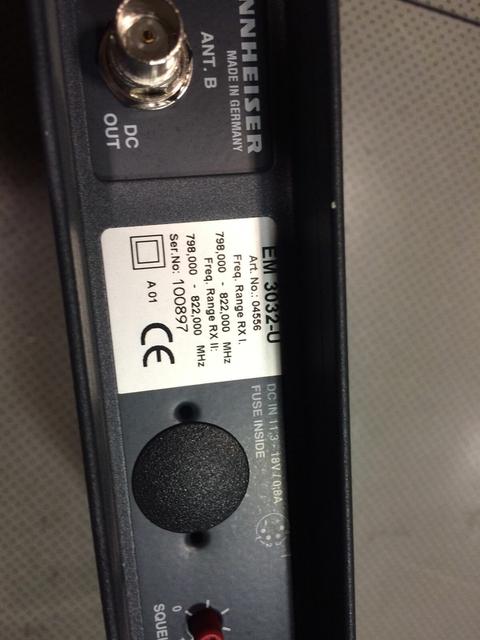 NNHEISER
MADE IN GERMANY
ANT. B
DC
OUT
EM 3032-U
Art. No.: 04556
Freq. Range RX I.
798,000 - 822,000 MHz
Freq. Range RX II:
798,000 - 822,000 MHz
Ser.No: 100897
A 01
CE
DC IN 11,3 - 18V / 0,8A
FUSE INSIDE
SQUEL
0